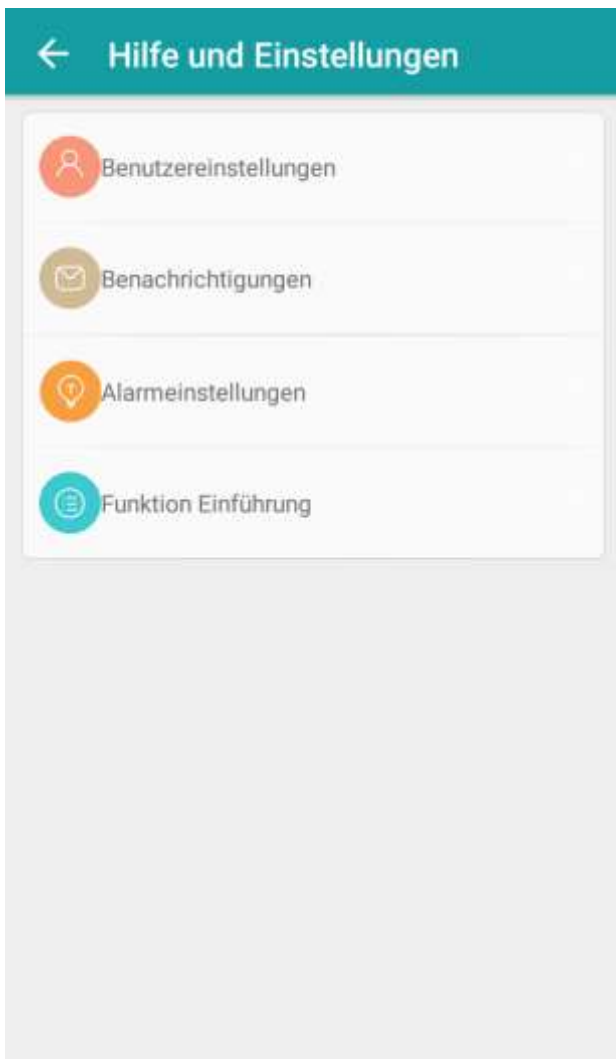 Hilfe und Einstellungen
Benutzereinstellungen
Benachrichtigungen
Alarmeinstellungen
Funktion Einführung